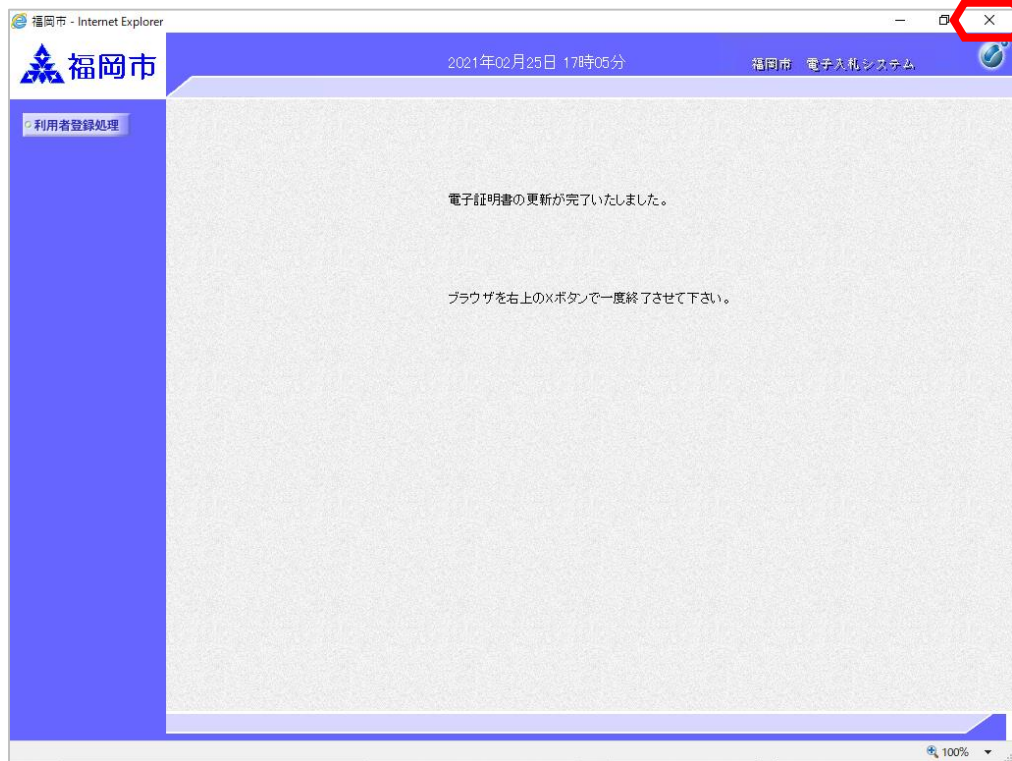 福岡市 - Internet Explorer
福岡市
2021年02月25日 17時05分
福岡市 電子入札システム
利用者登録処理
電子証明書の更新が完了いたしました。
ブラウザを右上の×ボタンで一度終了させて下さい。
100%